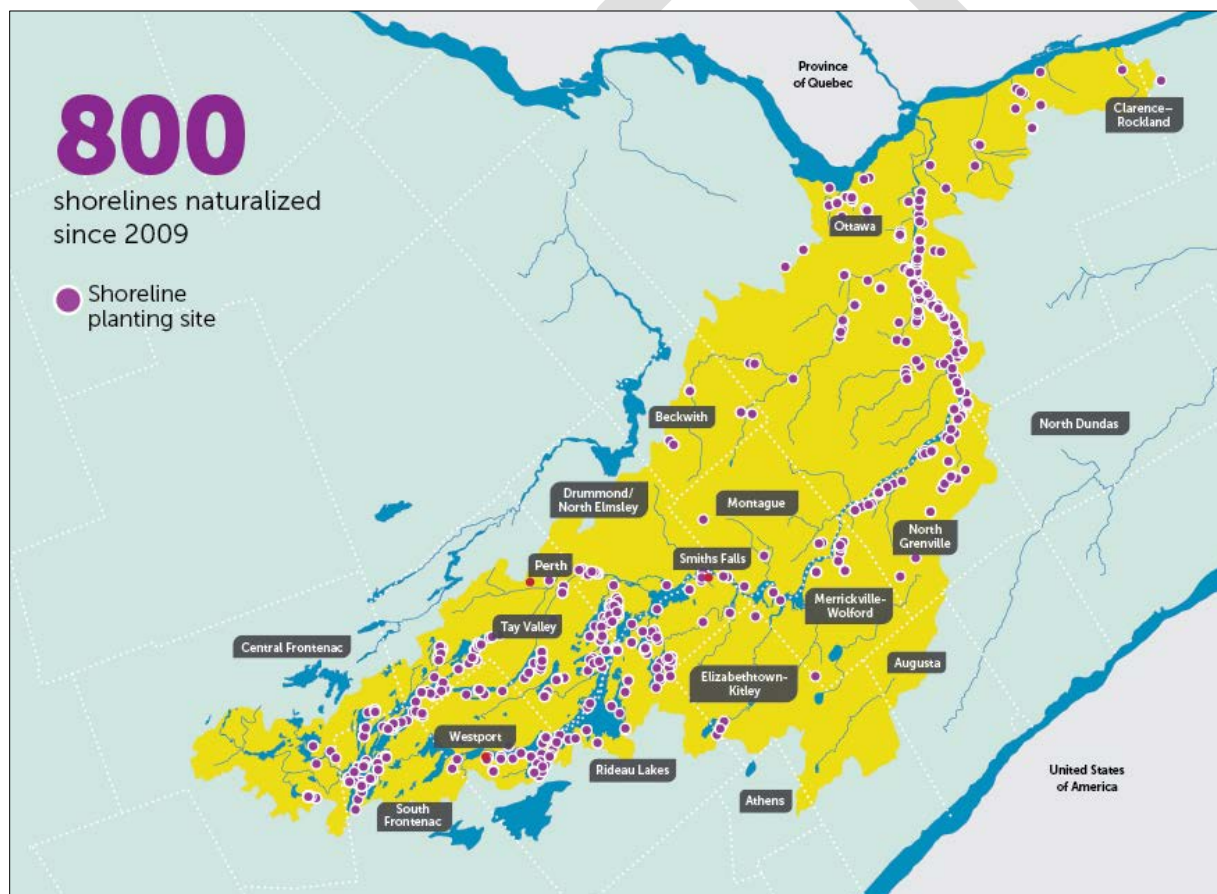 800
shorelines naturalized
since 2009
Shoreline
planting site
Province
of Quebec
Clarence–
Rockland
Ottawa
Beckwith
North Dundas
Drummond/
North Elmsley
Montague
North
Grenville
Perth
Smiths Falls
Merrickville-
Wolford
Tay Valley
Central Frontenac
Augusta
Elizabethtown-
Kitley
Westport
Rideau Lakes
United States
of America
Athens
South
Frontenac